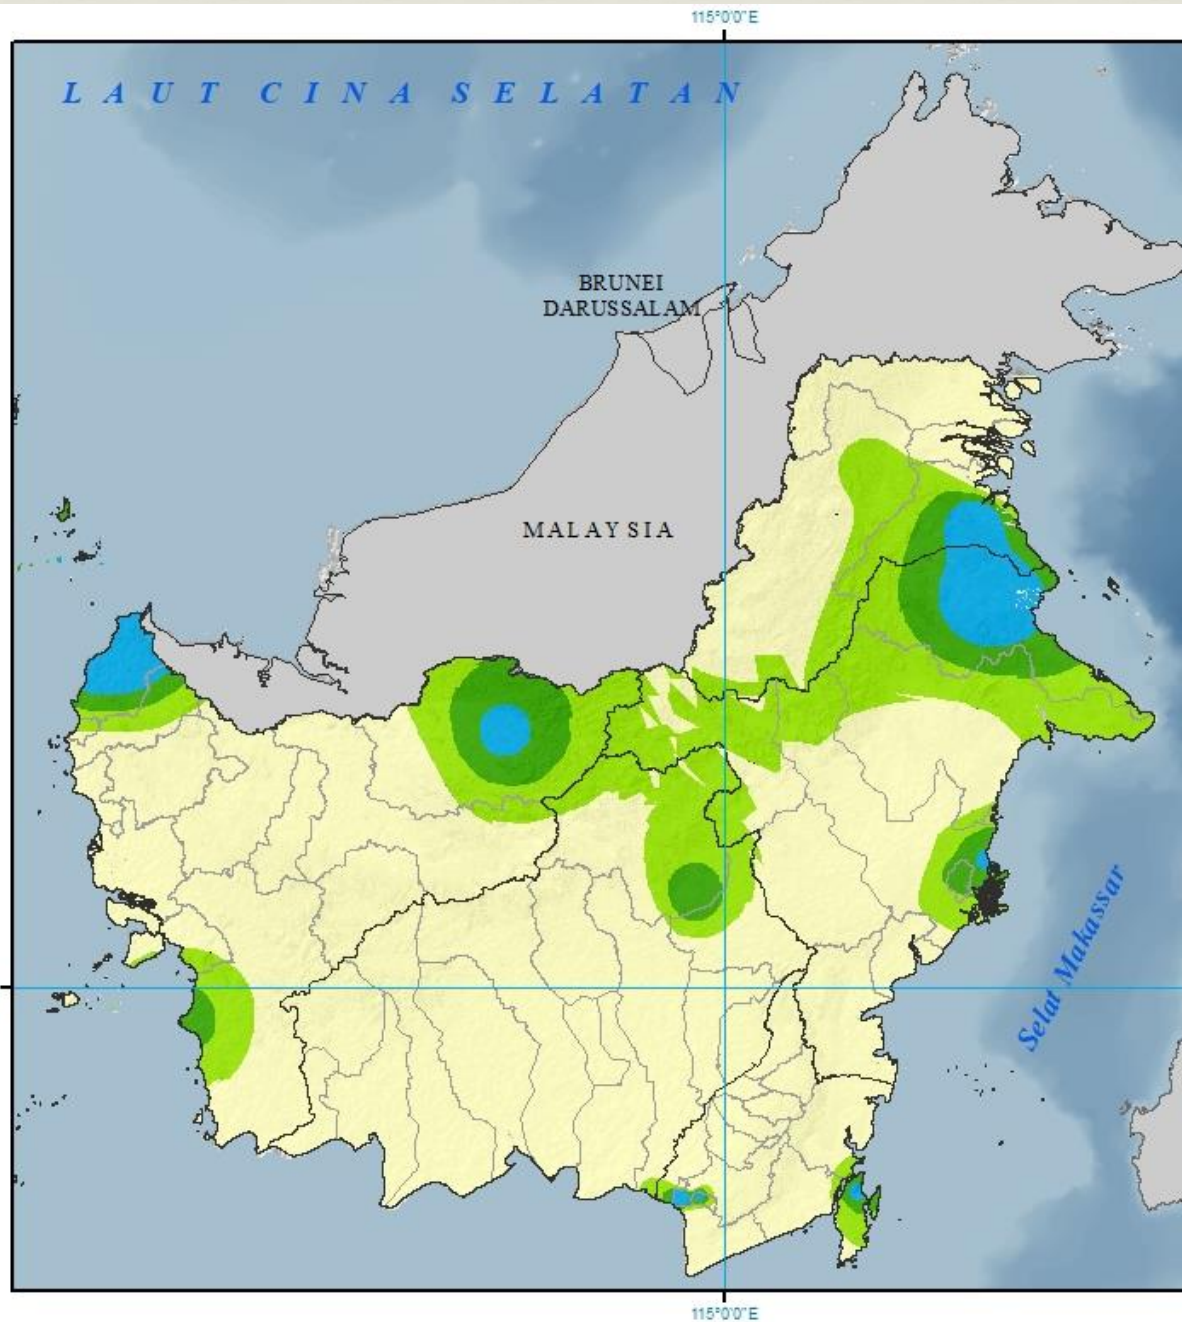 115°0'0"E
LAUT CINA SELATAN
BRUNEI
DARUSSALAM
MALAYSIA
Selat Makassar
115°0'0"E